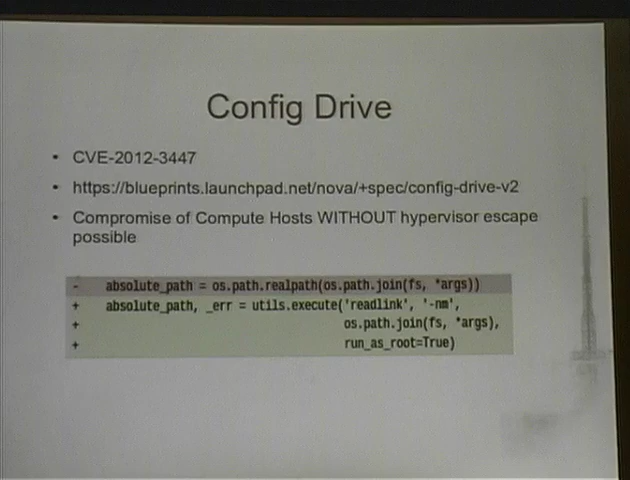 Config Drive
• CVE-2012-3447
• https://blueprints.launchpad.net/nova/+spec/config-drive-v2
• Compromise of Compute Hosts WITHOUT hypervisor escape
possible
- absolute_path = os.path.realpath(os.path.join(fs, *args))
+ absolute_path, _err = utils.execute('readlink', '-nm',
+ os.path.join(fs, *args),
+ run_as_root=True)